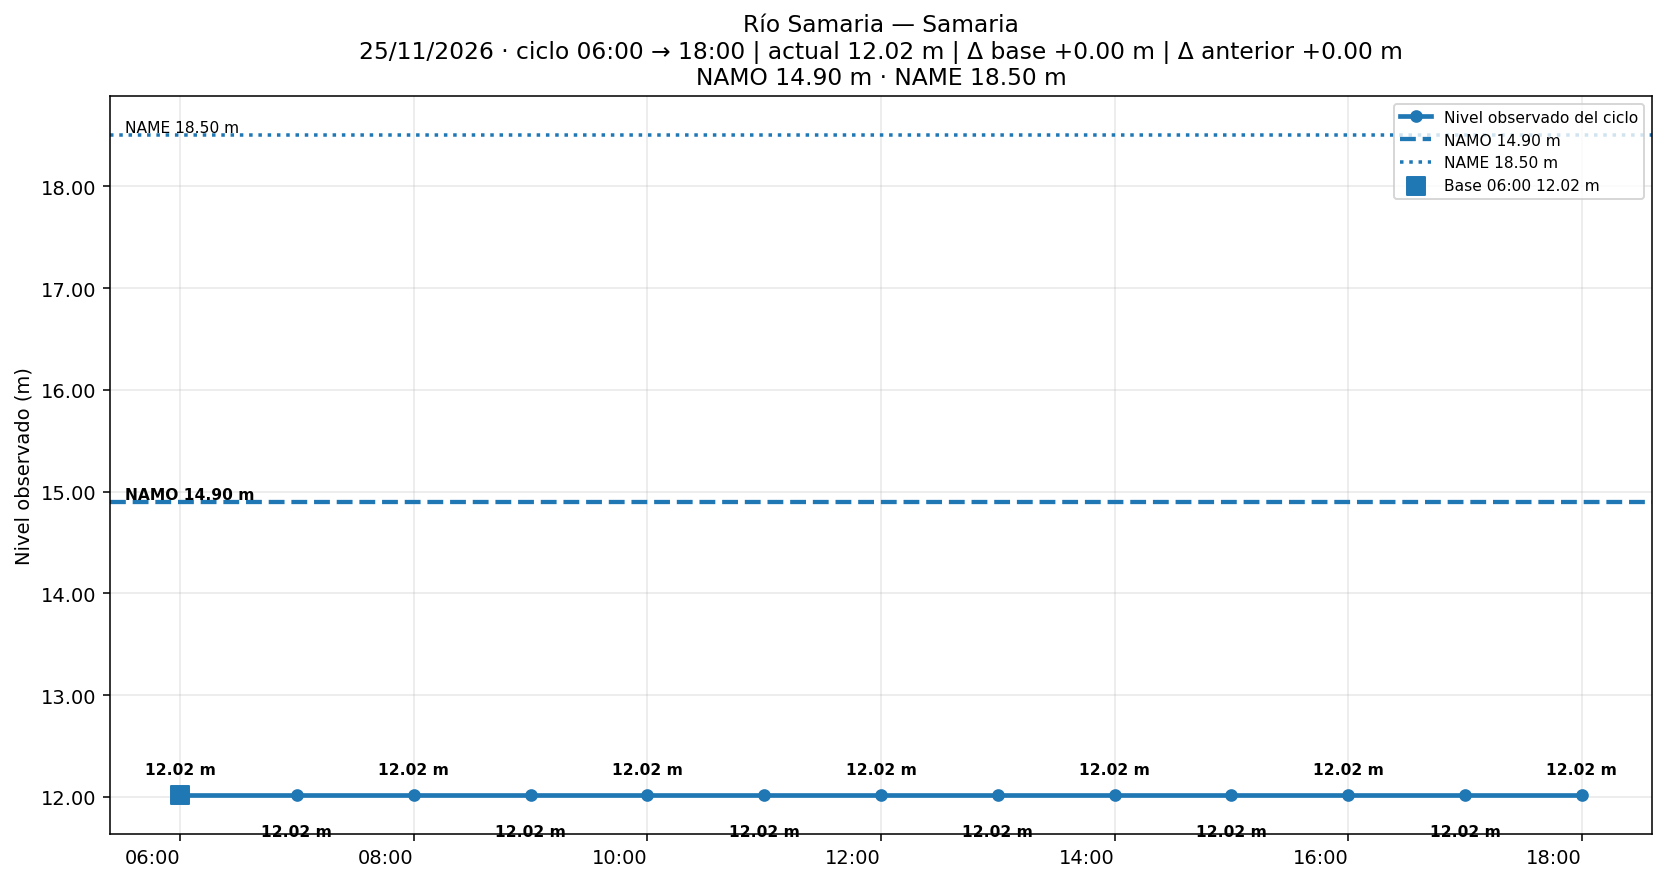 Río Samaria — Samaria
25/11/2026 · ciclo 06:00 → 18:00 | actual 12.02 m | Δ base +0.00 m | Δ anterior +0.00 m
NAMO 14.90 m · NAME 18.50 m
Nivel observado del ciclo
NAMO 14.90 m
NAME 18.50 m
Base 06:00 12.02 m
NAME 18.50 m
NAMO 14.90 m
Nivel observado (m)
18.00
17.00
16.00
15.00
14.00
13.00
12.00
12.02 m 12.02 m 12.02 m 12.02 m 12.02 m 12.02 m 12.02 m
12.02 m 12.02 m 12.02 m 12.02 m 12.02 m 12.02 m
06:00 08:00 10:00 12:00 14:00 16:00 18:00